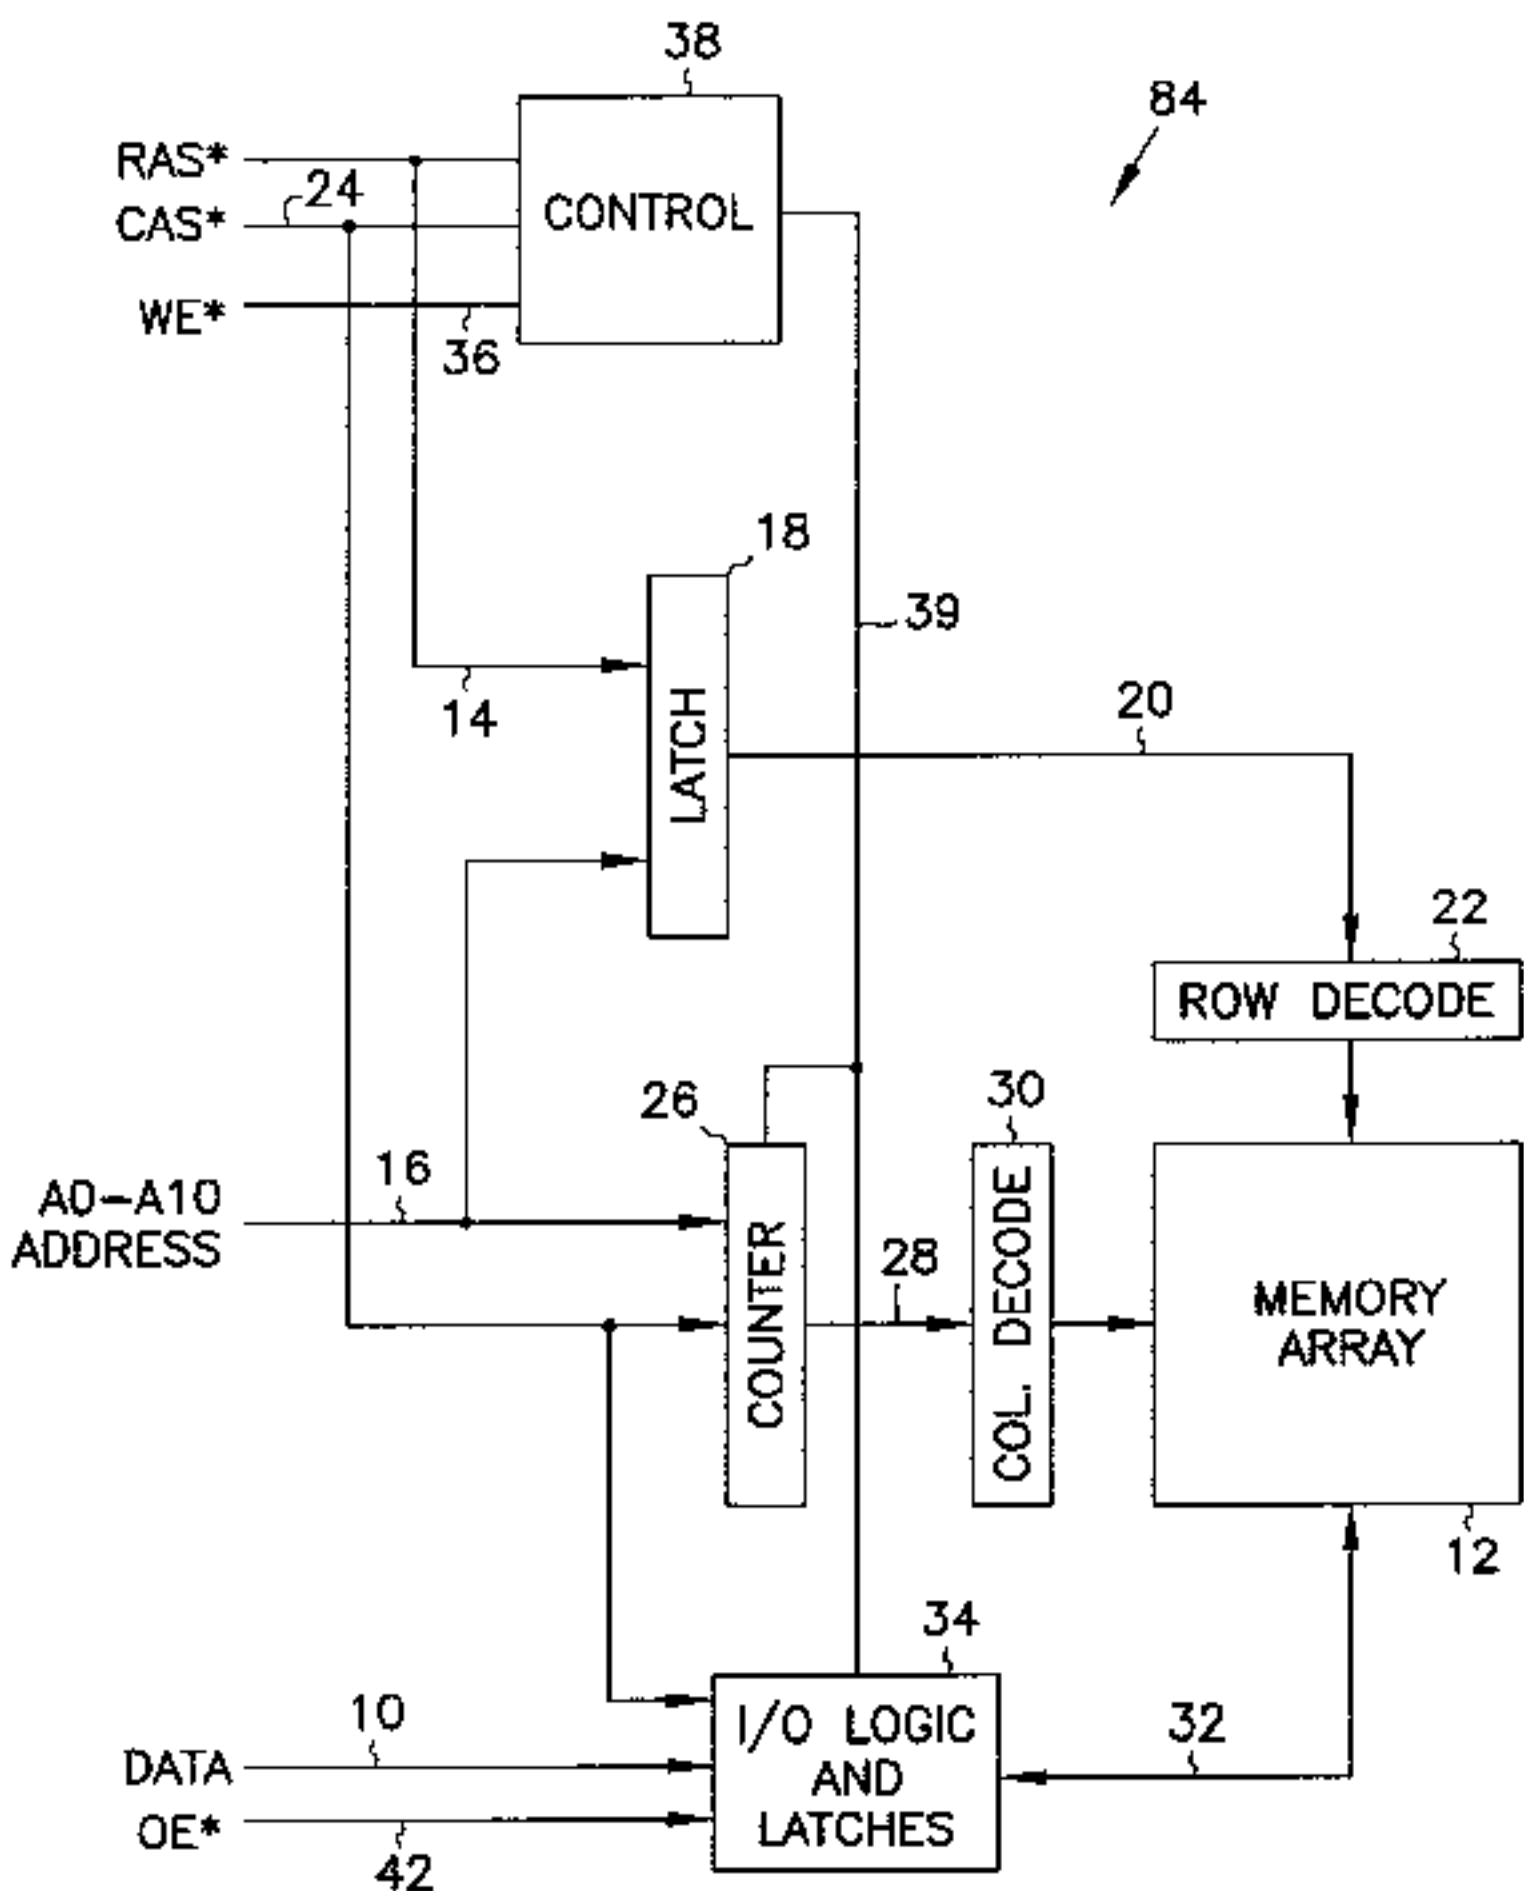 38
84
RAS*
24
CAS*
CONTROL
WE*
36
18
39
14
LATCH
20
22
ROW DECODE
30
26
16
A0-A10
ADDRESS
28
COUNTER
COL. DECODE
MEMORY
ARRAY
12
34
10
I/O LOGIC
AND
LATCHES
32
DATA
OE*
42